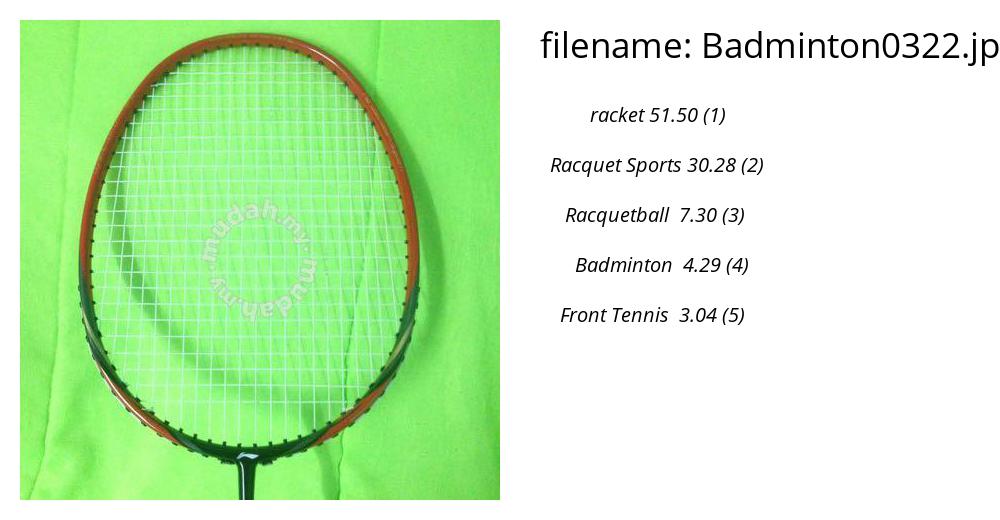 filename: Badminton0322.jp
racket 51.50 (1)
Racquet Sports 30.28 (2)
Racquetball 7.30 (3)
Badminton 4.29 (4)
Front Tennis 3.04 (5)
mudah.my. mudah.my.